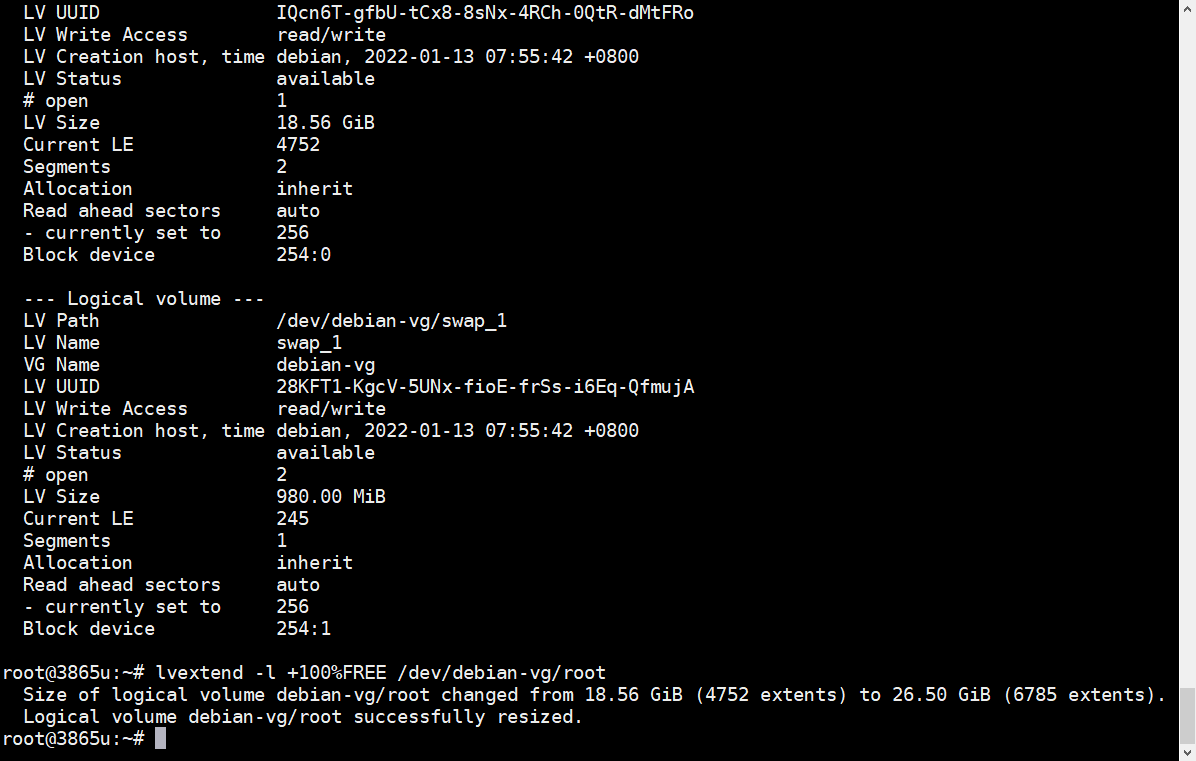 LV UUID                IQcn6T-gfbU-tCx8-8sNx-4RCh-0QtR-dMtFRo
LV Write Access        read/write
LV Creation host, time debian, 2022-01-13 07:55:42 +0800
LV Status              available
# open                 1
LV Size                18.56 GiB
Current LE             4752
Segments               2
Allocation             inherit
Read ahead sectors     auto
- currently set to     256
Block device           254:0
--- Logical volume ---
LV Path                /dev/debian-vg/swap_1
LV Name                swap_1
VG Name                debian-vg
LV UUID                28KFT1-KgcV-5UNx-fioE-frSs-i6Eq-QfmujA
LV Write Access        read/write
LV Creation host, time debian, 2022-01-13 07:55:42 +0800
LV Status              available
# open                 2
LV Size                980.00 MiB
Current LE             245
Segments               1
Allocation             inherit
Read ahead sectors     auto
- currently set to     256
Block device           254:1
root@3865u:~# lvextend -l +100%FREE /dev/debian-vg/root
Size of logical volume debian-vg/root changed from 18.56 GiB (4752 extents) to 26.50 GiB (6785 extents).
Logical volume debian-vg/root successfully resized.
root@3865u:~#